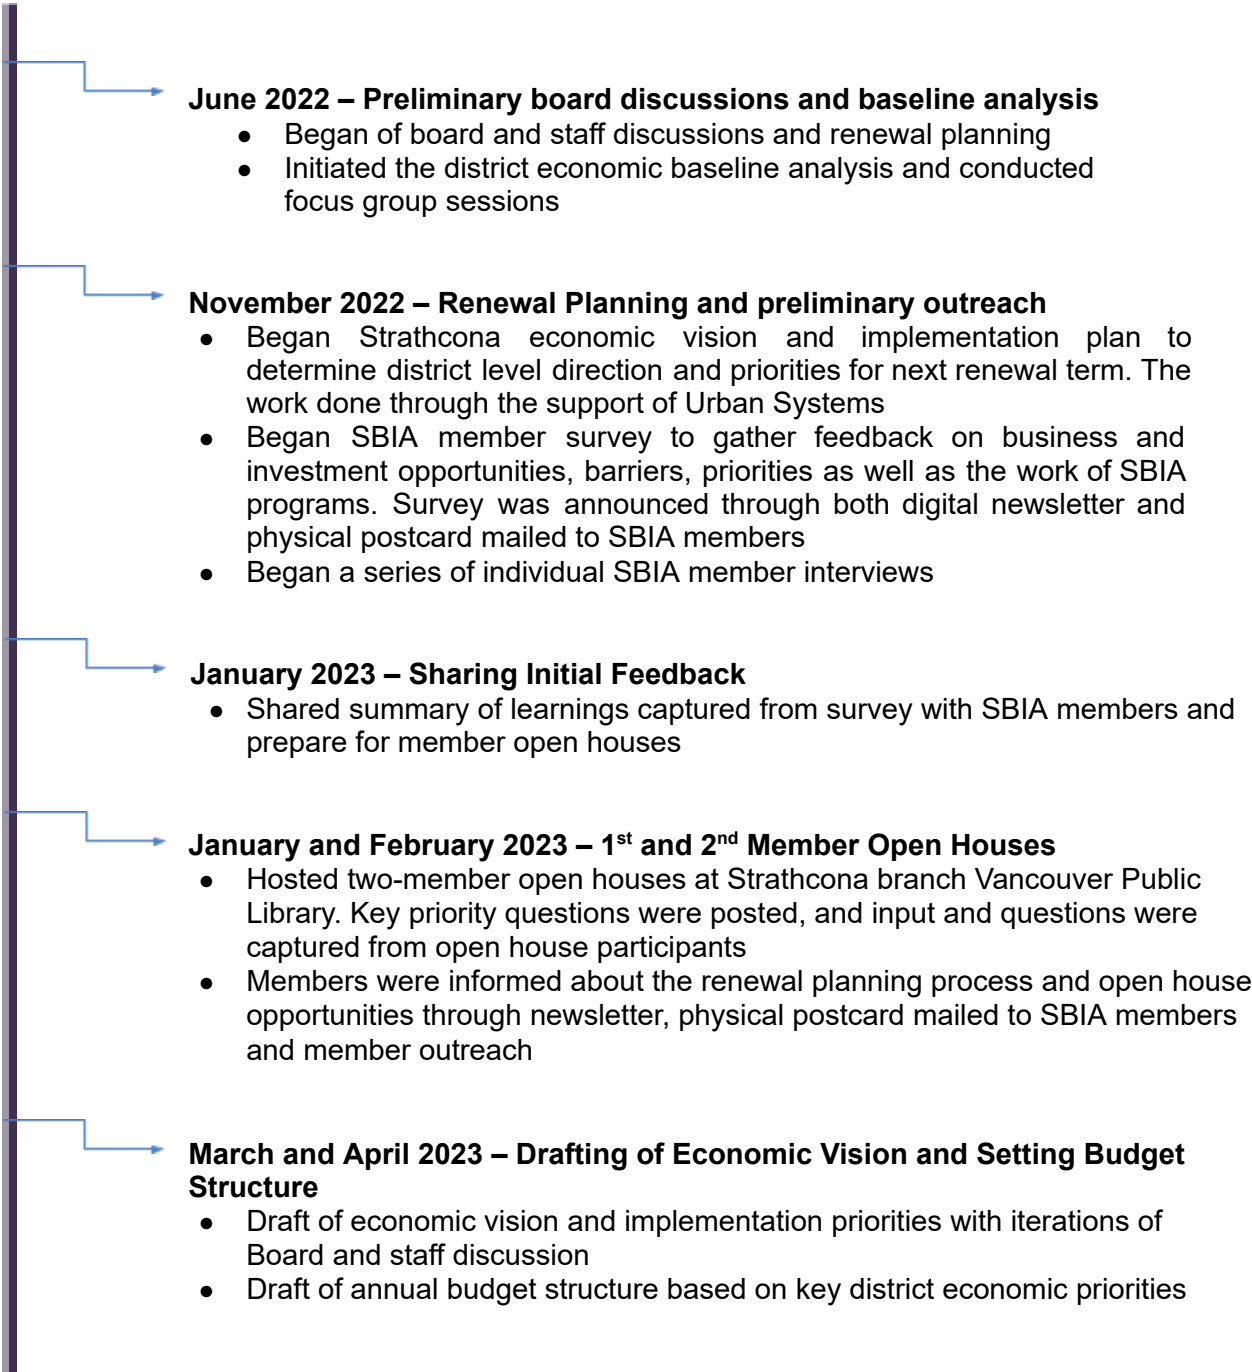 June 2022 – Preliminary board discussions and baseline analysis
● Began of board and staff discussions and renewal planning
● Initiated the district economic baseline analysis and conducted
focus group sessions
November 2022 – Renewal Planning and preliminary outreach
● Began Strathcona economic vision and implementation plan to
determine district level direction and priorities for next renewal term. The
work done through the support of Urban Systems
● Began SBIA member survey to gather feedback on business and
investment opportunities, barriers, priorities as well as the work of SBIA
programs. Survey was announced through both digital newsletter and
physical postcard mailed to SBIA members
● Began a series of individual SBIA member interviews
January 2023 – Sharing Initial Feedback
● Shared summary of learnings captured from survey with SBIA members and
prepare for member open houses
January and February 2023 – 1st and 2nd Member Open Houses
● Hosted two-member open houses at Strathcona branch Vancouver Public
Library. Key priority questions were posted, and input and questions were
captured from open house participants
● Members were informed about the renewal planning process and open house
opportunities through newsletter, physical postcard mailed to SBIA members
and member outreach
March and April 2023 – Drafting of Economic Vision and Setting Budget
Structure
● Draft of economic vision and implementation priorities with iterations of
Board and staff discussion
● Draft of annual budget structure based on key district economic priorities